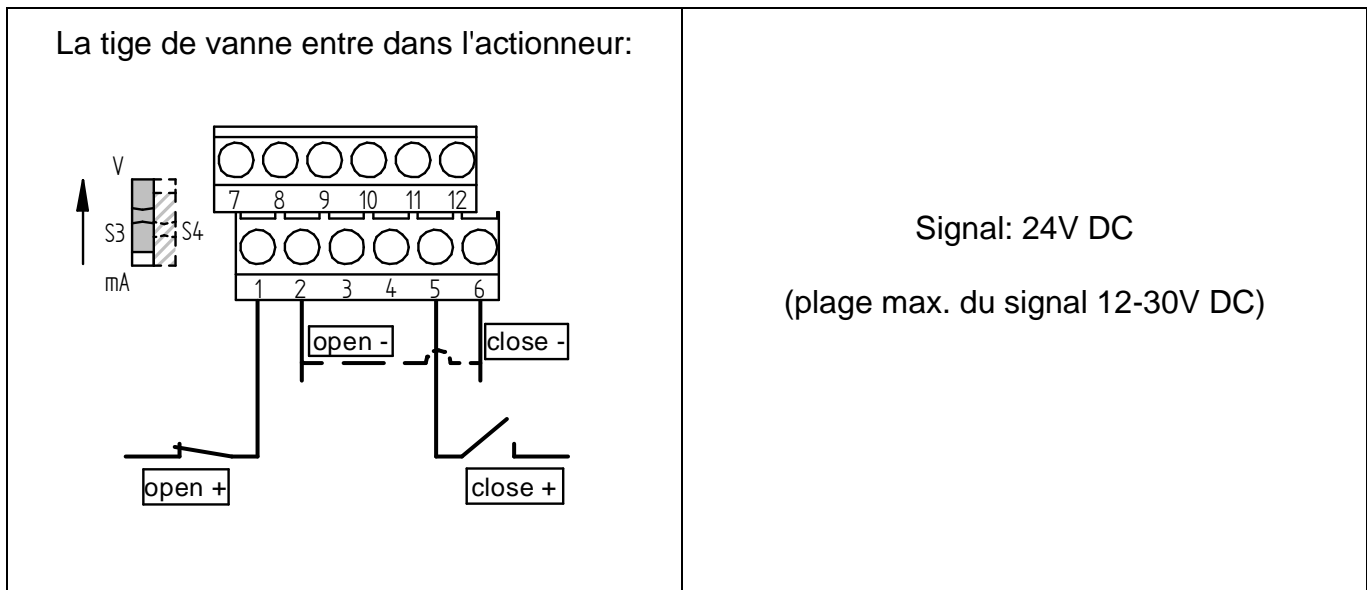 La tige de vanne entre dans l'actionneur:
V
S3 S4
mA
7 8 9 10 11 12
1 2 3 4 5 6
open - close -
open + close +
Signal: 24V DC
(plage max. du signal 12-30V DC)